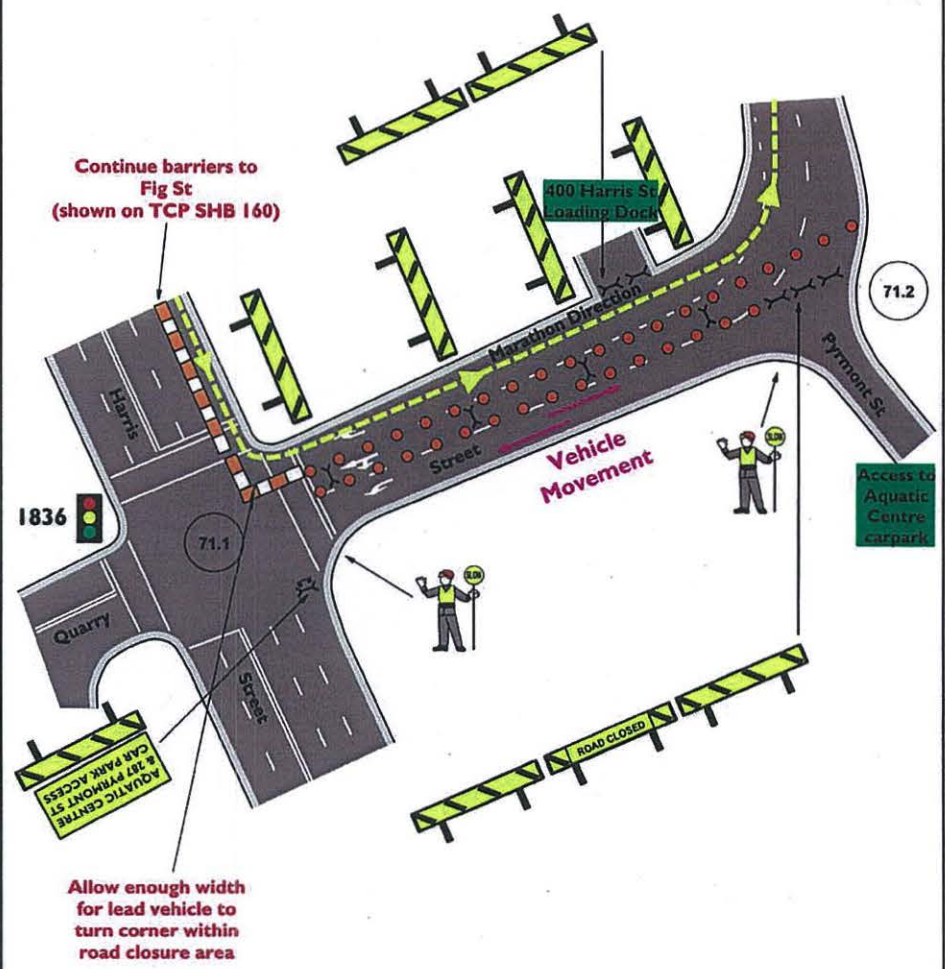 Continue barriers to
Fig St
(shown on TCP SHB 160)
400 Harris St
Loading Dock
71.2
Marathon Direction
Harris
Pyrmont St
Street
Vehicle
Movement
SLOW
Access to
Aquatic
Centre
carpark
1836
71.1
SLOW
Quarry
Street
ROAD CLOSED
AQUATIC CENTRE
& 287 PYRMONT ST
CAR PARK ACCESS
Allow enough width
for lead vehicle to
turn corner within
road closure area